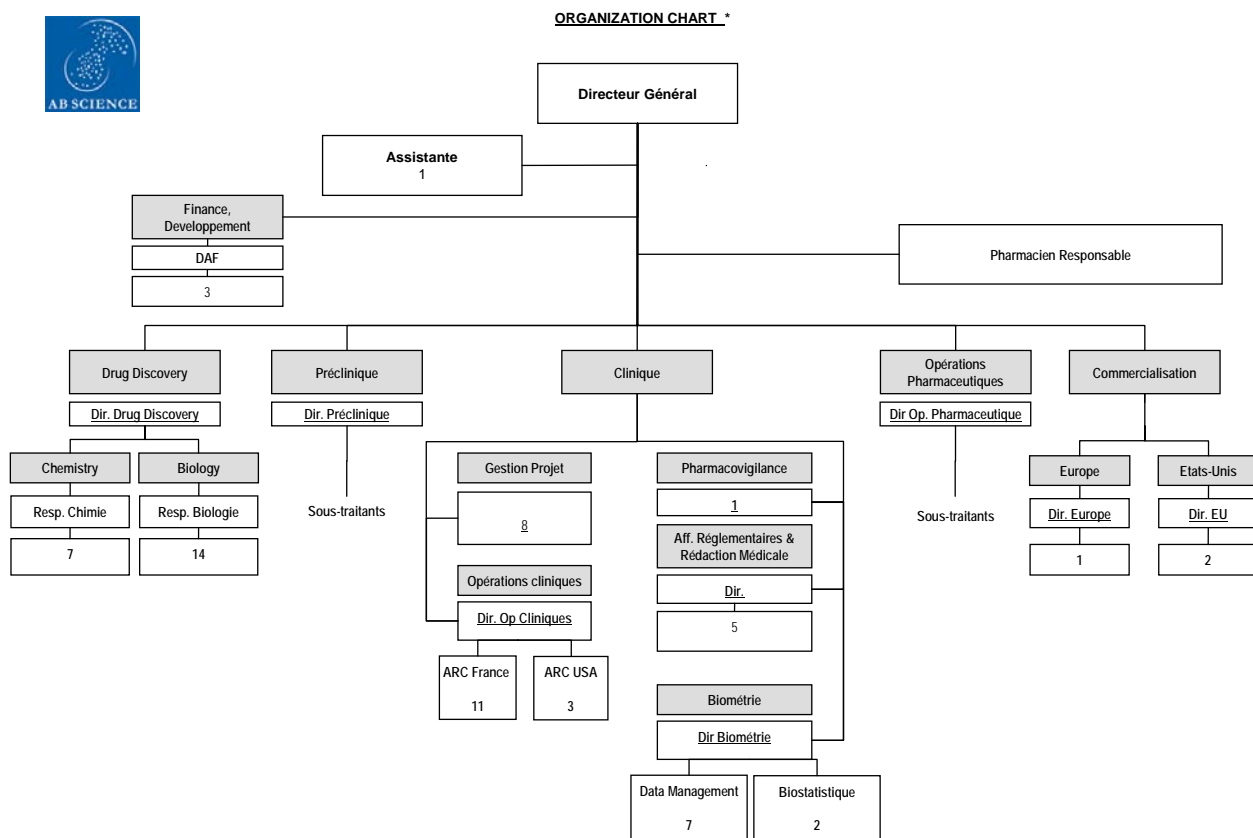 ORGANIZATION CHART *
AB SCIENCE
Directeur Général
Assistante
1
Finance,
Developpement
DAF
3
Pharmacien Responsable
Drug Discovery
Dir. Drug Discovery
Chemistry
Resp. Chimie
7
Biology
Resp. Biologie
14
Préclinique
Dir. Préclinique
Sous-traitants
Clinique
Gestion Projet
8
Opérations cliniques
Dir. Op Cliniques
ARC France
11
ARC USA
3
Pharmacovigilance
1
Aff. Réglementaires &
Rédaction Médicale
Dir.
5
Biométrie
Dir Biométrie
Data Management
7
Biostatistique
2
Opérations
Pharmaceutiques
Dir Op. Pharmaceutique
Sous-traitants
Commercialisation
Europe
Dir. Europe
1
Etats-Unis
Dir. EU
2